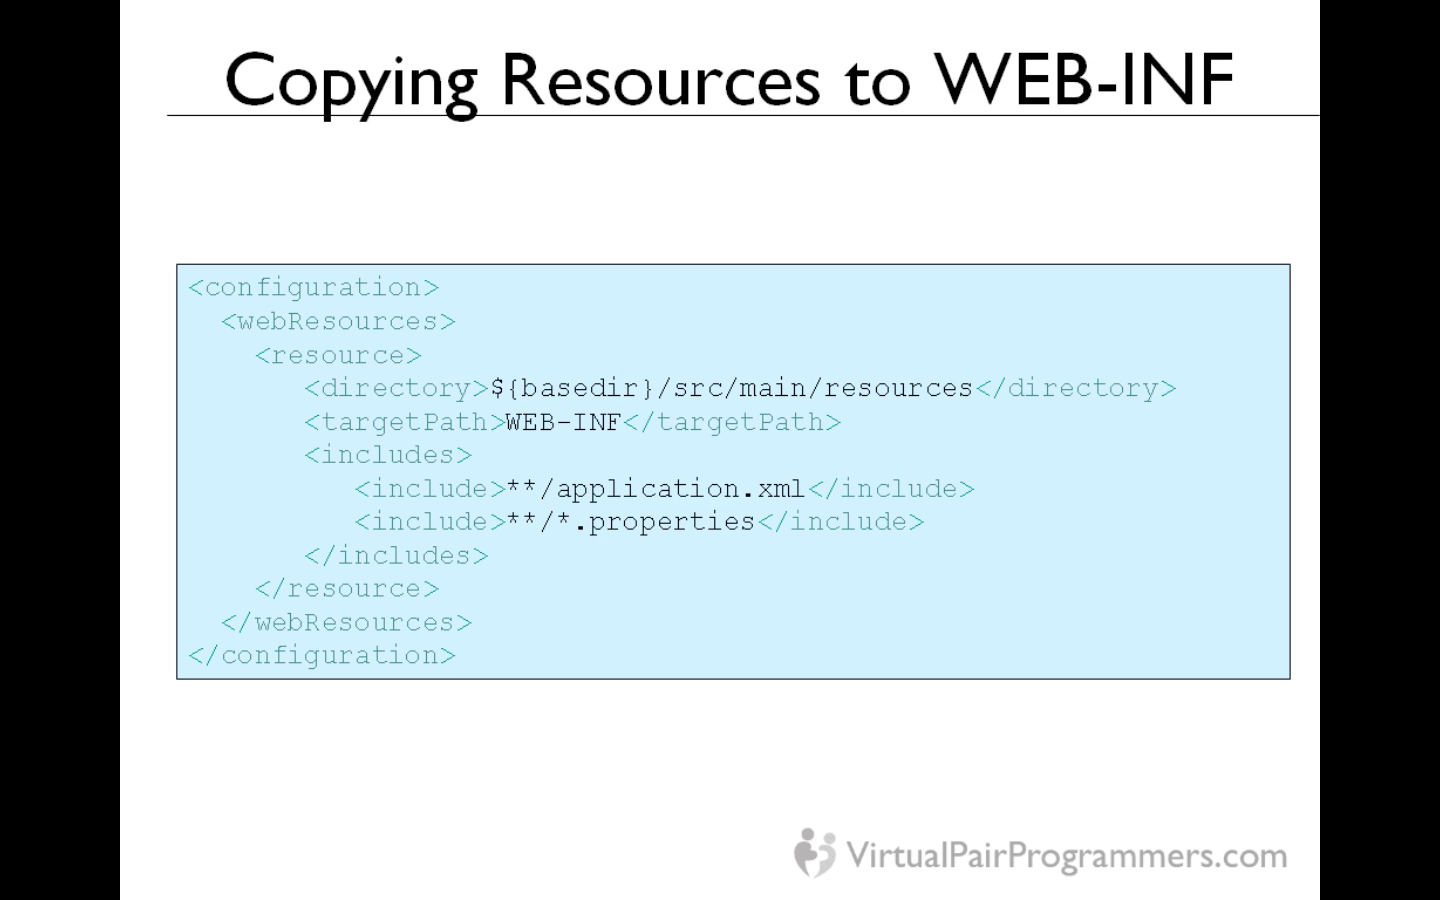 Copying Resources to WEB-INF
<configuration>
<webResources>
<resource>
<directory>${basedir}/src/main/resources</directory>
<targetPath>WEB-INF</targetPath>
<includes>
<include>**/application.xml</include>
<include>**/*.properties</include>
</includes>
</resource>
</webResources>
</configuration>
VirtualPairProgrammers.com